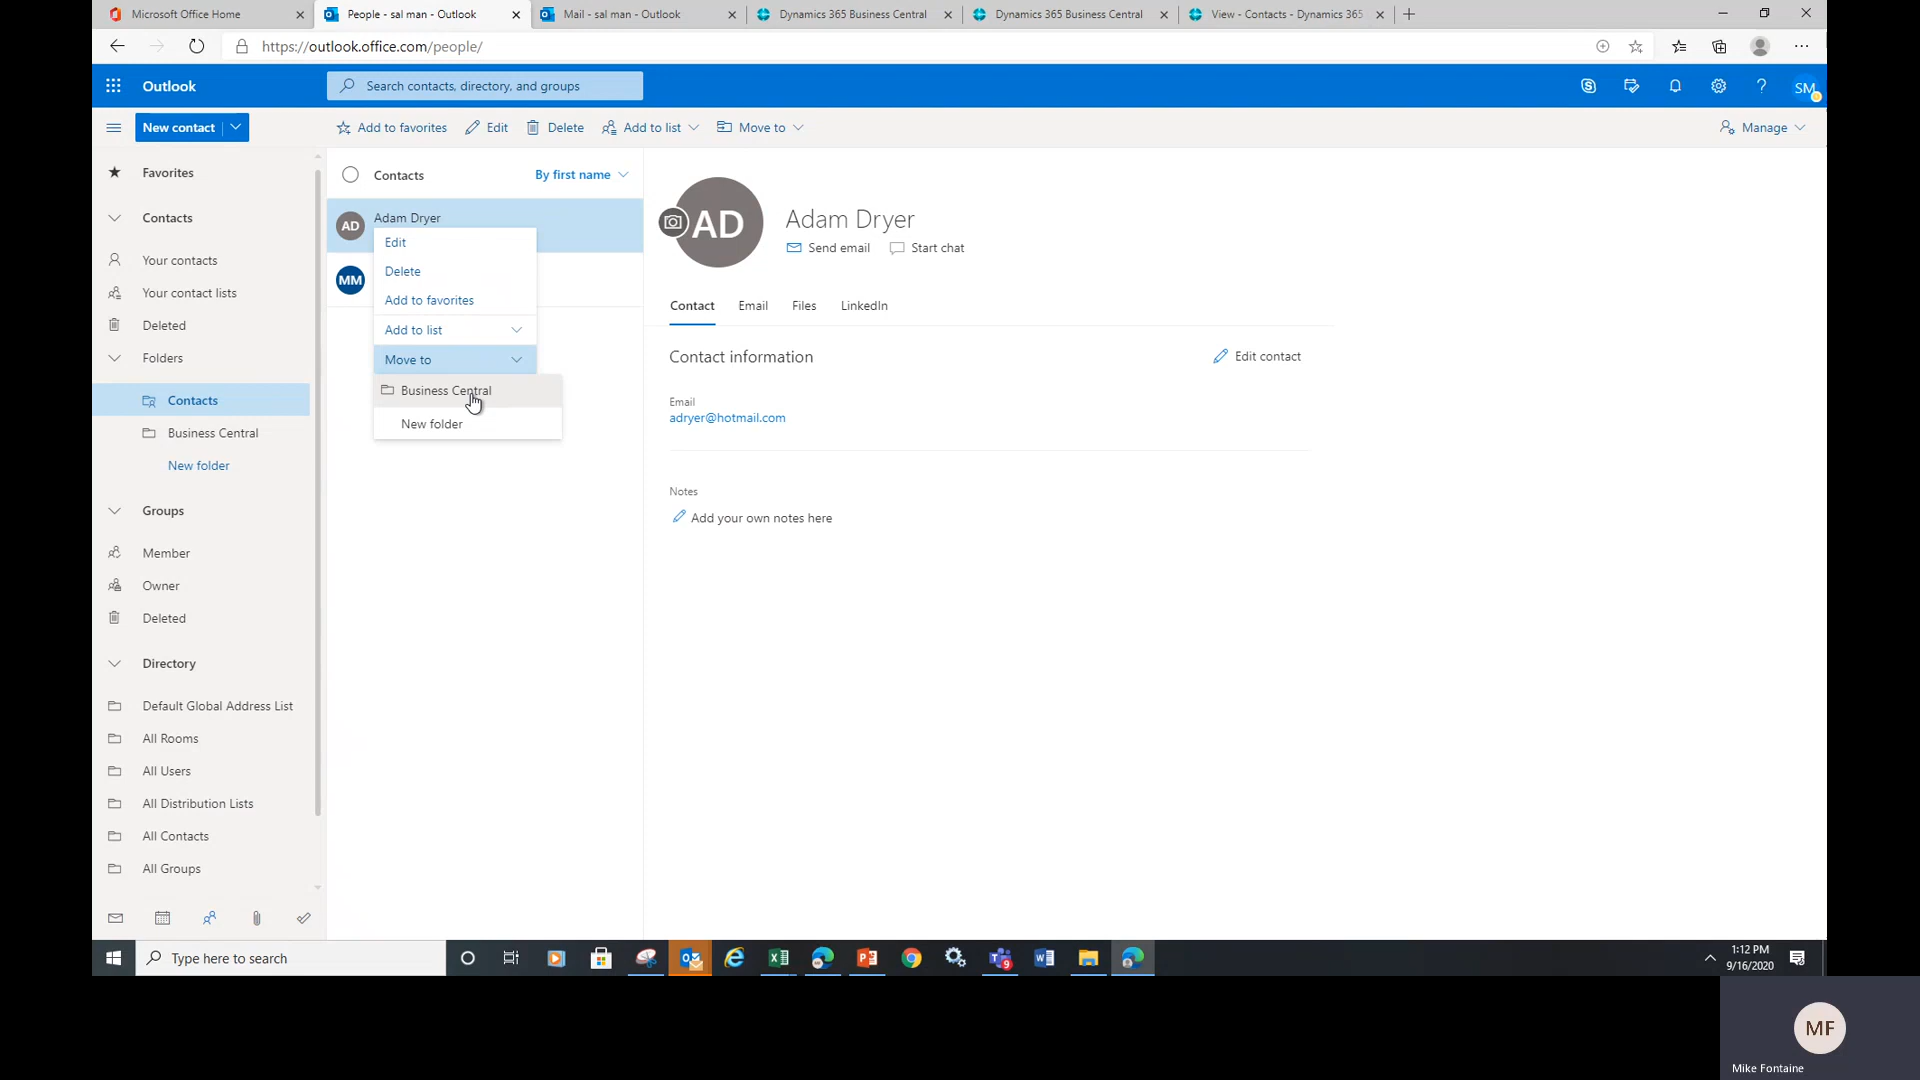 Microsoft Office Home
People - sal man - Outlook
Mail - sal man - Outlook
Dynamics 365 Business Central
Dynamics 365 Business Central
View - Contacts - Dynamics 365
https://outlook.office.com/people/
Outlook
Search contacts, directory, and groups
SM
New contact
Add to favorites
Edit
Delete
Add to list
Move to
Manage
Favorites
Contacts
Your contacts
Your contact lists
Deleted
Folders
Contacts
Business Central
New folder
Groups
Member
Owner
Deleted
Directory
Default Global Address List
All Rooms
All Users
All Distribution Lists
All Contacts
All Groups
Contacts
By first name
AD
Adam Dryer
MM
Edit
Delete
Add to favorites
Add to list
Move to
Business Central
New folder
AD
Adam Dryer
Send email
Start chat
Contact
Email
Files
LinkedIn
Contact information
Edit contact
Email
adryer@hotmail.com
Notes
Add your own notes here
Type here to search
9
1:12 PM
9/16/2020
MF
Mike Fontaine